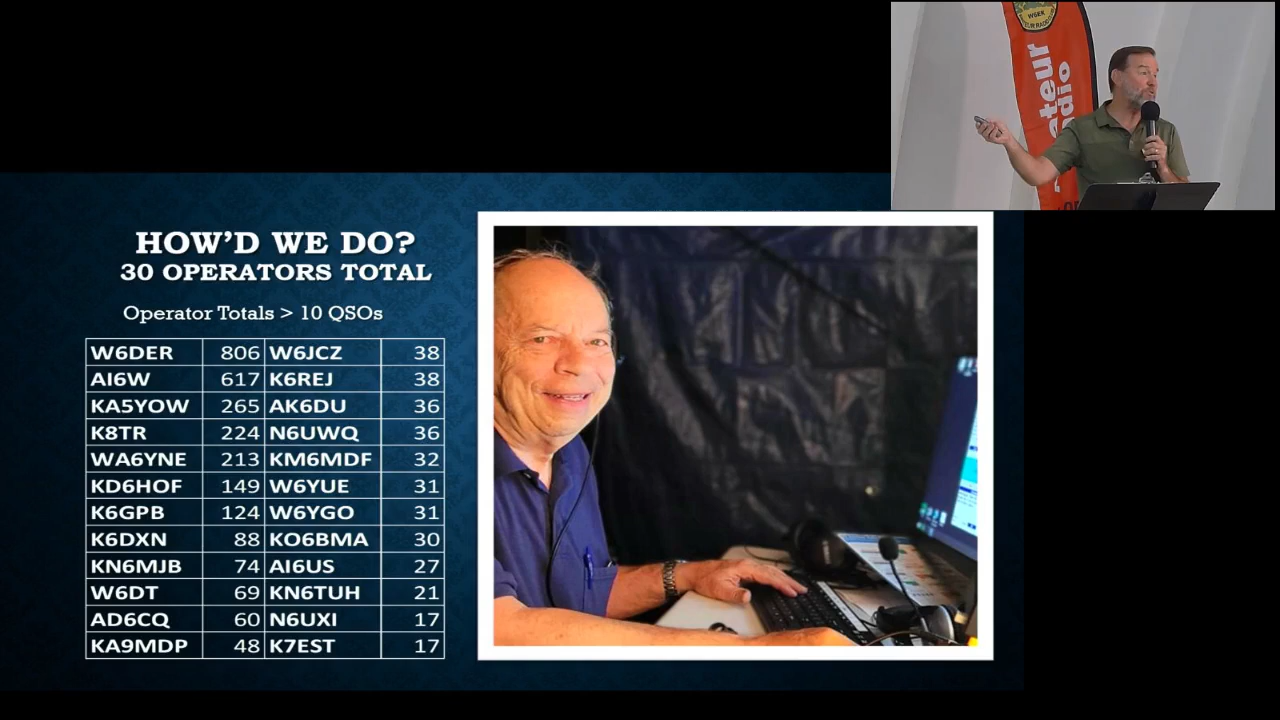 W6EK
ateur
adio
HOW'D WE DO?
30 OPERATORS TOTAL
Operator Totals > 10 QSOs
W6DER 806 W6JCZ 38
AI6W 617 K6REJ 38
KA5YOW 265 AK6DU 36
K8TR 224 N6UWQ 36
WA6YNE 213 KM6MDF 32
KD6HOF 149 W6YUE 31
K6GPB 124 W6YGO 31
K6DXN 88 KO6BMA 30
KN6MJB 74 AI6US 27
W6DT 69 KN6TUH 21
AD6CQ 60 N6UXI 17
KA9MDP 48 K7EST 17